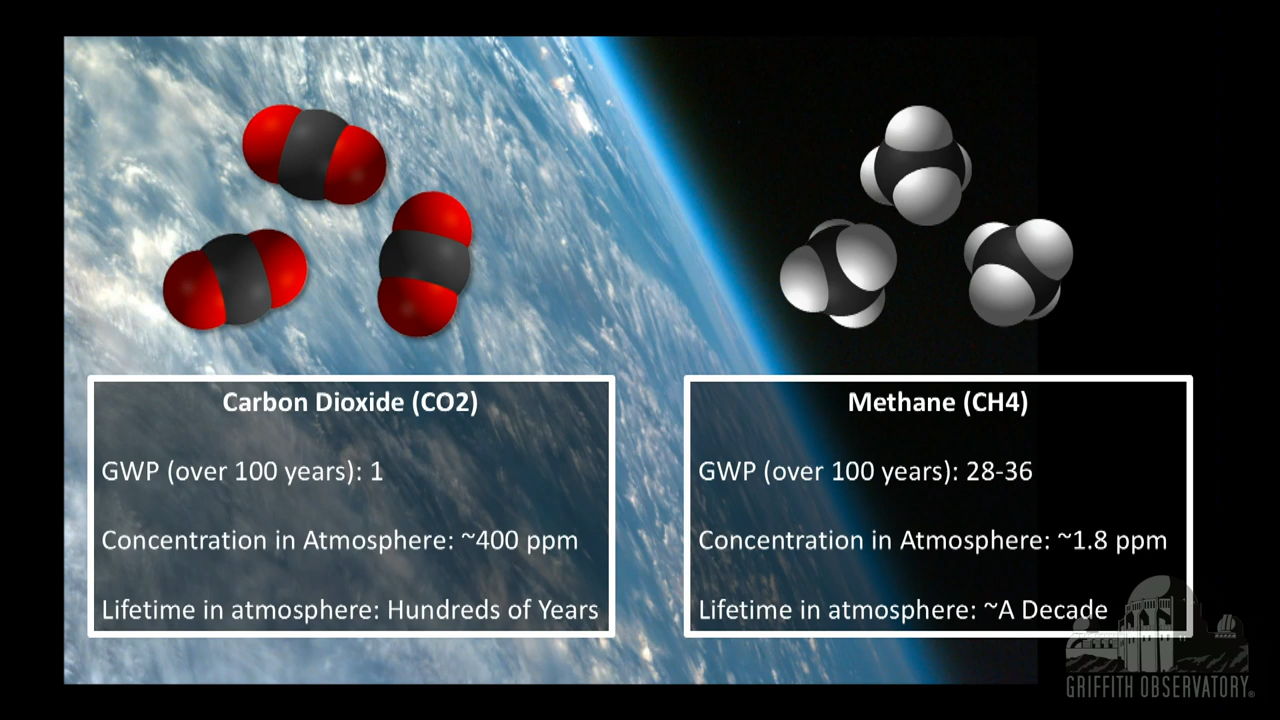 Carbon Dioxide (CO2)
GWP (over 100 years): 1
Concentration in Atmosphere: ~400 ppm
Lifetime in atmosphere: Hundreds of Years
Methane (CH4)
GWP (over 100 years): 28-36
Concentration in Atmosphere: ~1.8 ppm
Lifetime in atmosphere: ~A Decade
GRIFFITH OBSERVATORY®